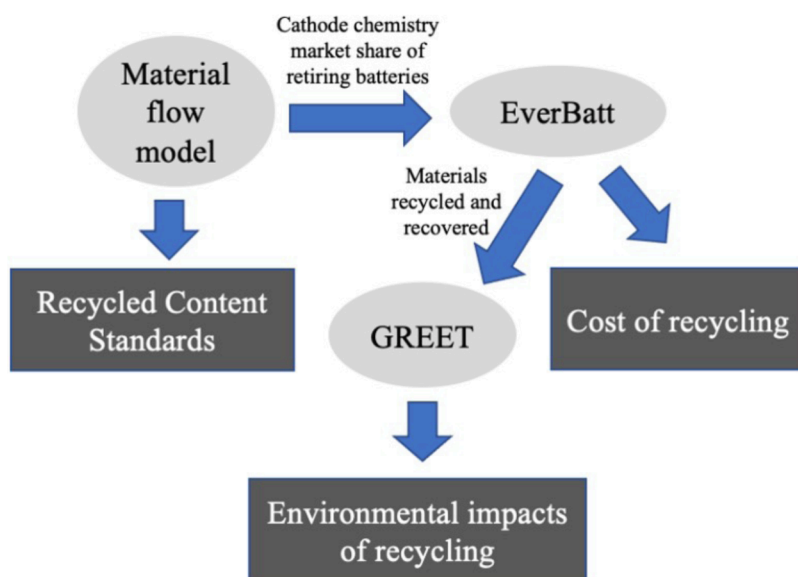 Cathode chemistry
market share of
retiring batteries
Material
flow
model
EverBatt
Materials
recycled and
recovered
Recycled Content
Standards
GREET
Cost of recycling
Environmental impacts
of recycling